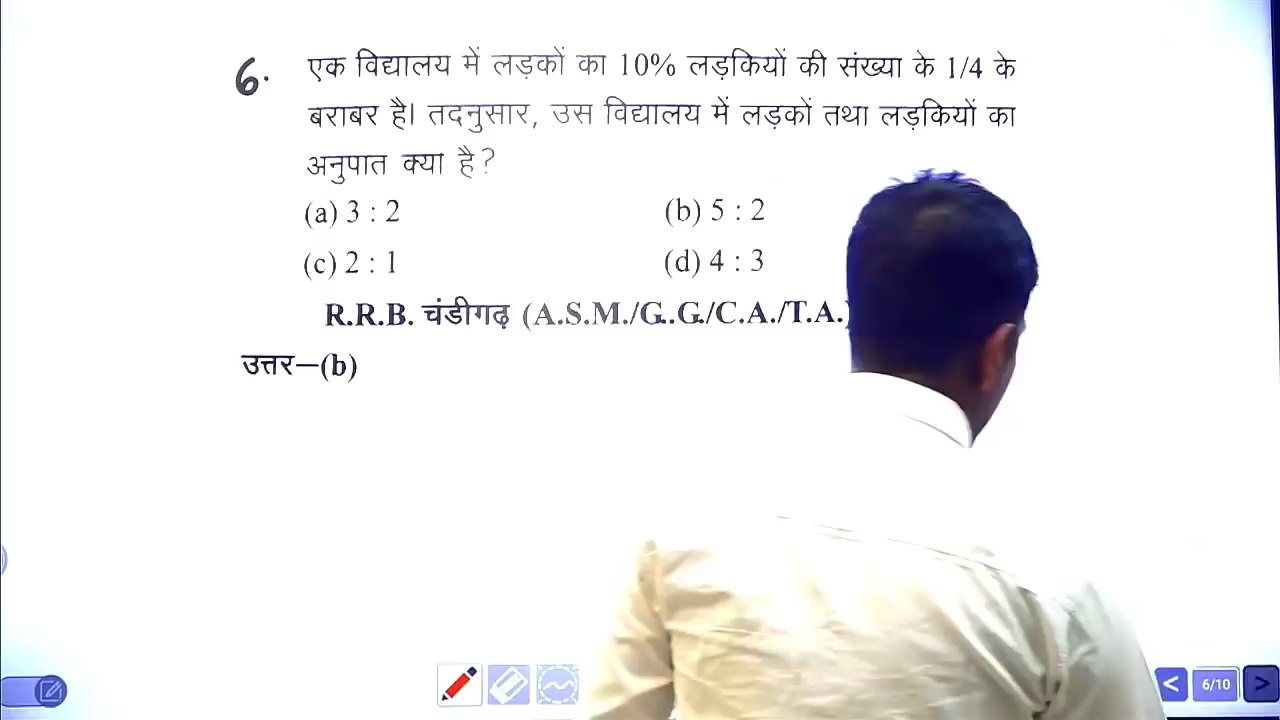 6. एक विद्यालय में लड़कों का 10% लड़कियों की संख्या के 1/4 के
बराबर है। तदनुसार, उस विद्यालय में लड़कों तथा लड़कियों का
अनुपात क्या है?
(a) 3 : 2 (b) 5 : 2
(c) 2 : 1 (d) 4 : 3
R.R.B. चंडीगढ़ (A.S.M./G..G./C.A./T.A.)
उत्तर–(b)
< 6/10 >